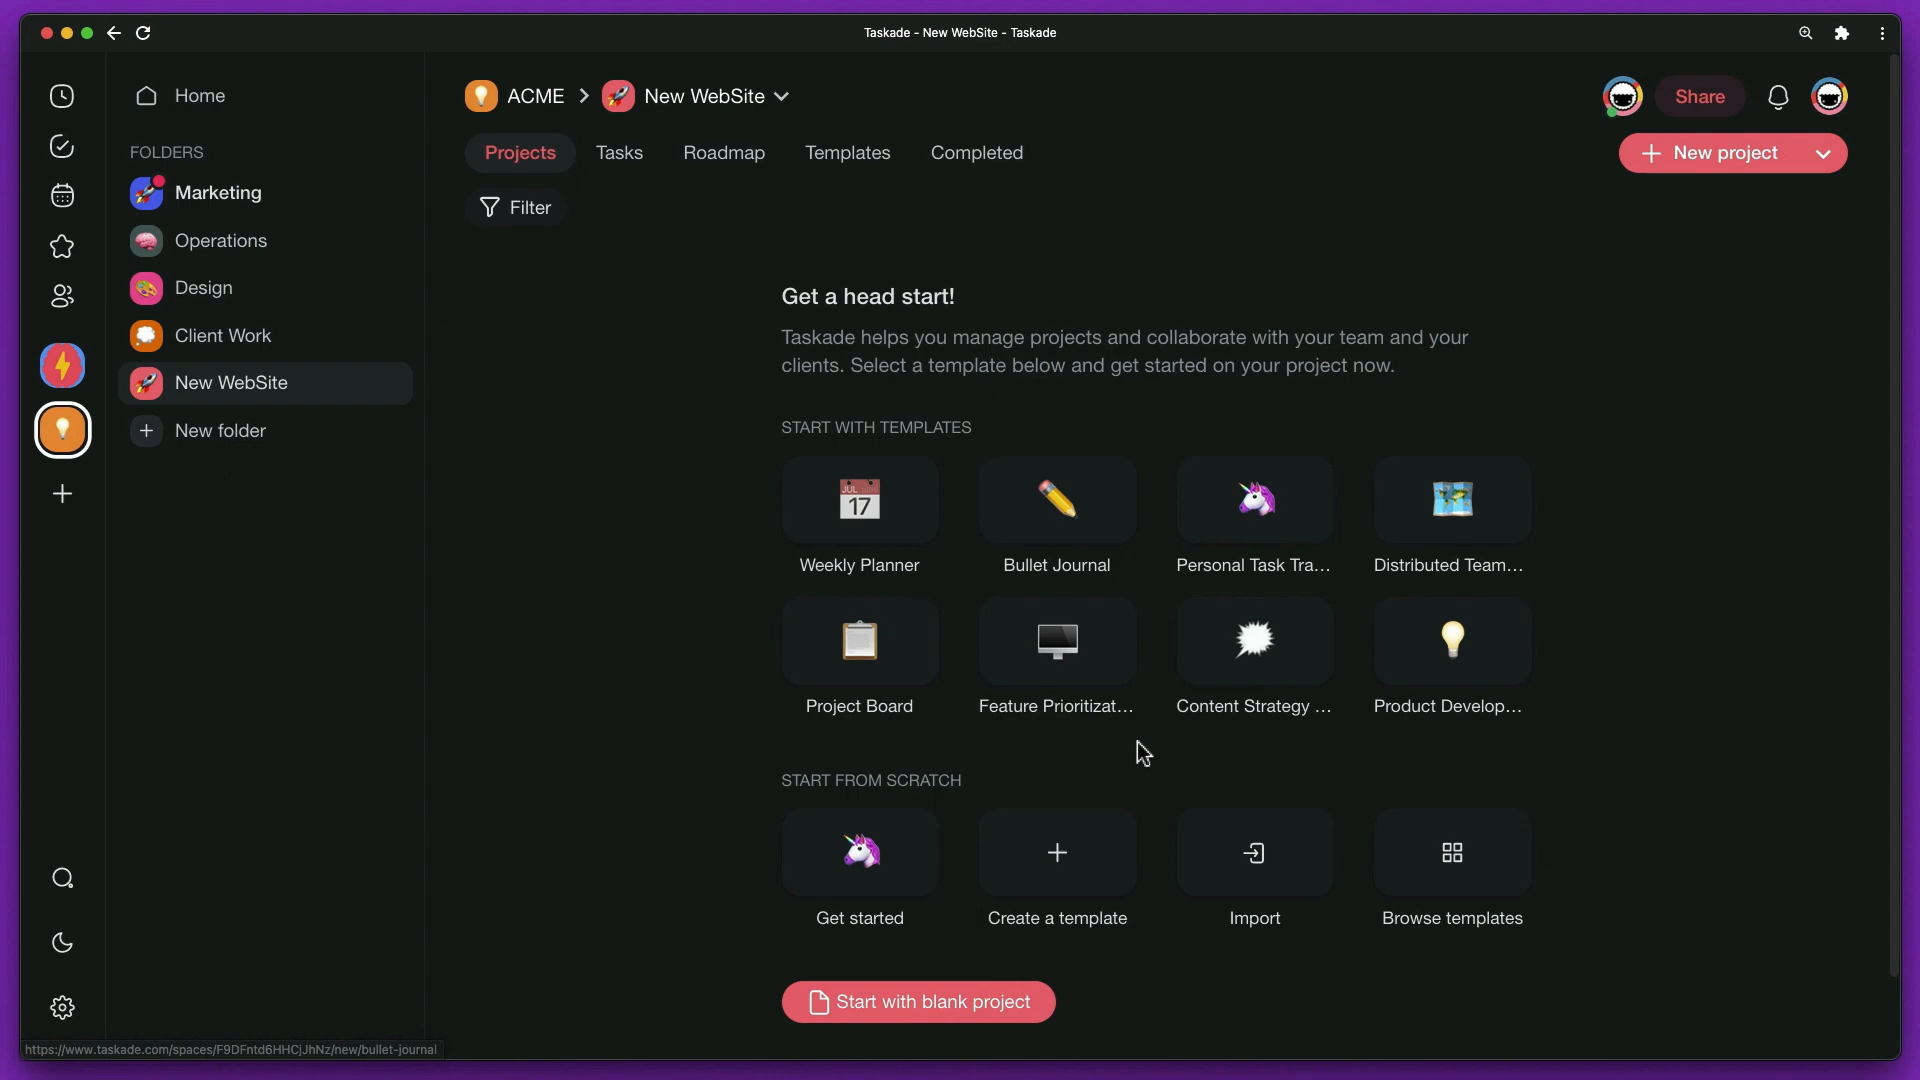 Taskade - New WebSite - Taskade
Home
ACME
New WebSite
Share
FOLDERS
Projects
Tasks
Roadmap
Templates
Completed
New project
Marketing
Filter
Operations
Design
Client Work
New WebSite
New folder
Get a head start!
Taskade helps you manage projects and collaborate with your team and your
clients. Select a template below and get started on your project now.
START WITH TEMPLATES
JUL
17
Weekly Planner
Bullet Journal
Personal Task Tra...
Distributed Team...
Project Board
Feature Prioritizat...
Content Strategy ...
Product Develop...
START FROM SCRATCH
Get started
Create a template
Import
Browse templates
Start with blank project
https://www.taskade.com/spaces/F9DFntd6HHCjJhNz/new/bullet-journal